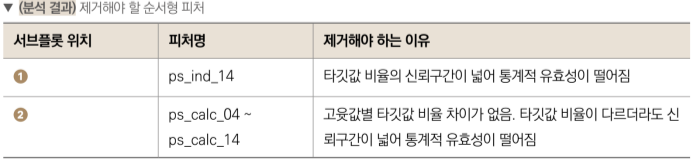 ▼ (분석 결과) 제거해야 할 순서형 피처
서브플롯 위치 피처명 제거해야 하는 이유
❶ ps_ind_14 타깃값 비율의 신뢰구간이 넓어 통계적 유효성이 떨어짐
❷ ps_calc_04 ~ 고윳값별 타깃값 비율 차이가 없음. 타깃값 비율이 다르더라도 신
ps_calc_14 뢰구간이 넓어 통계적 유효성이 떨어짐